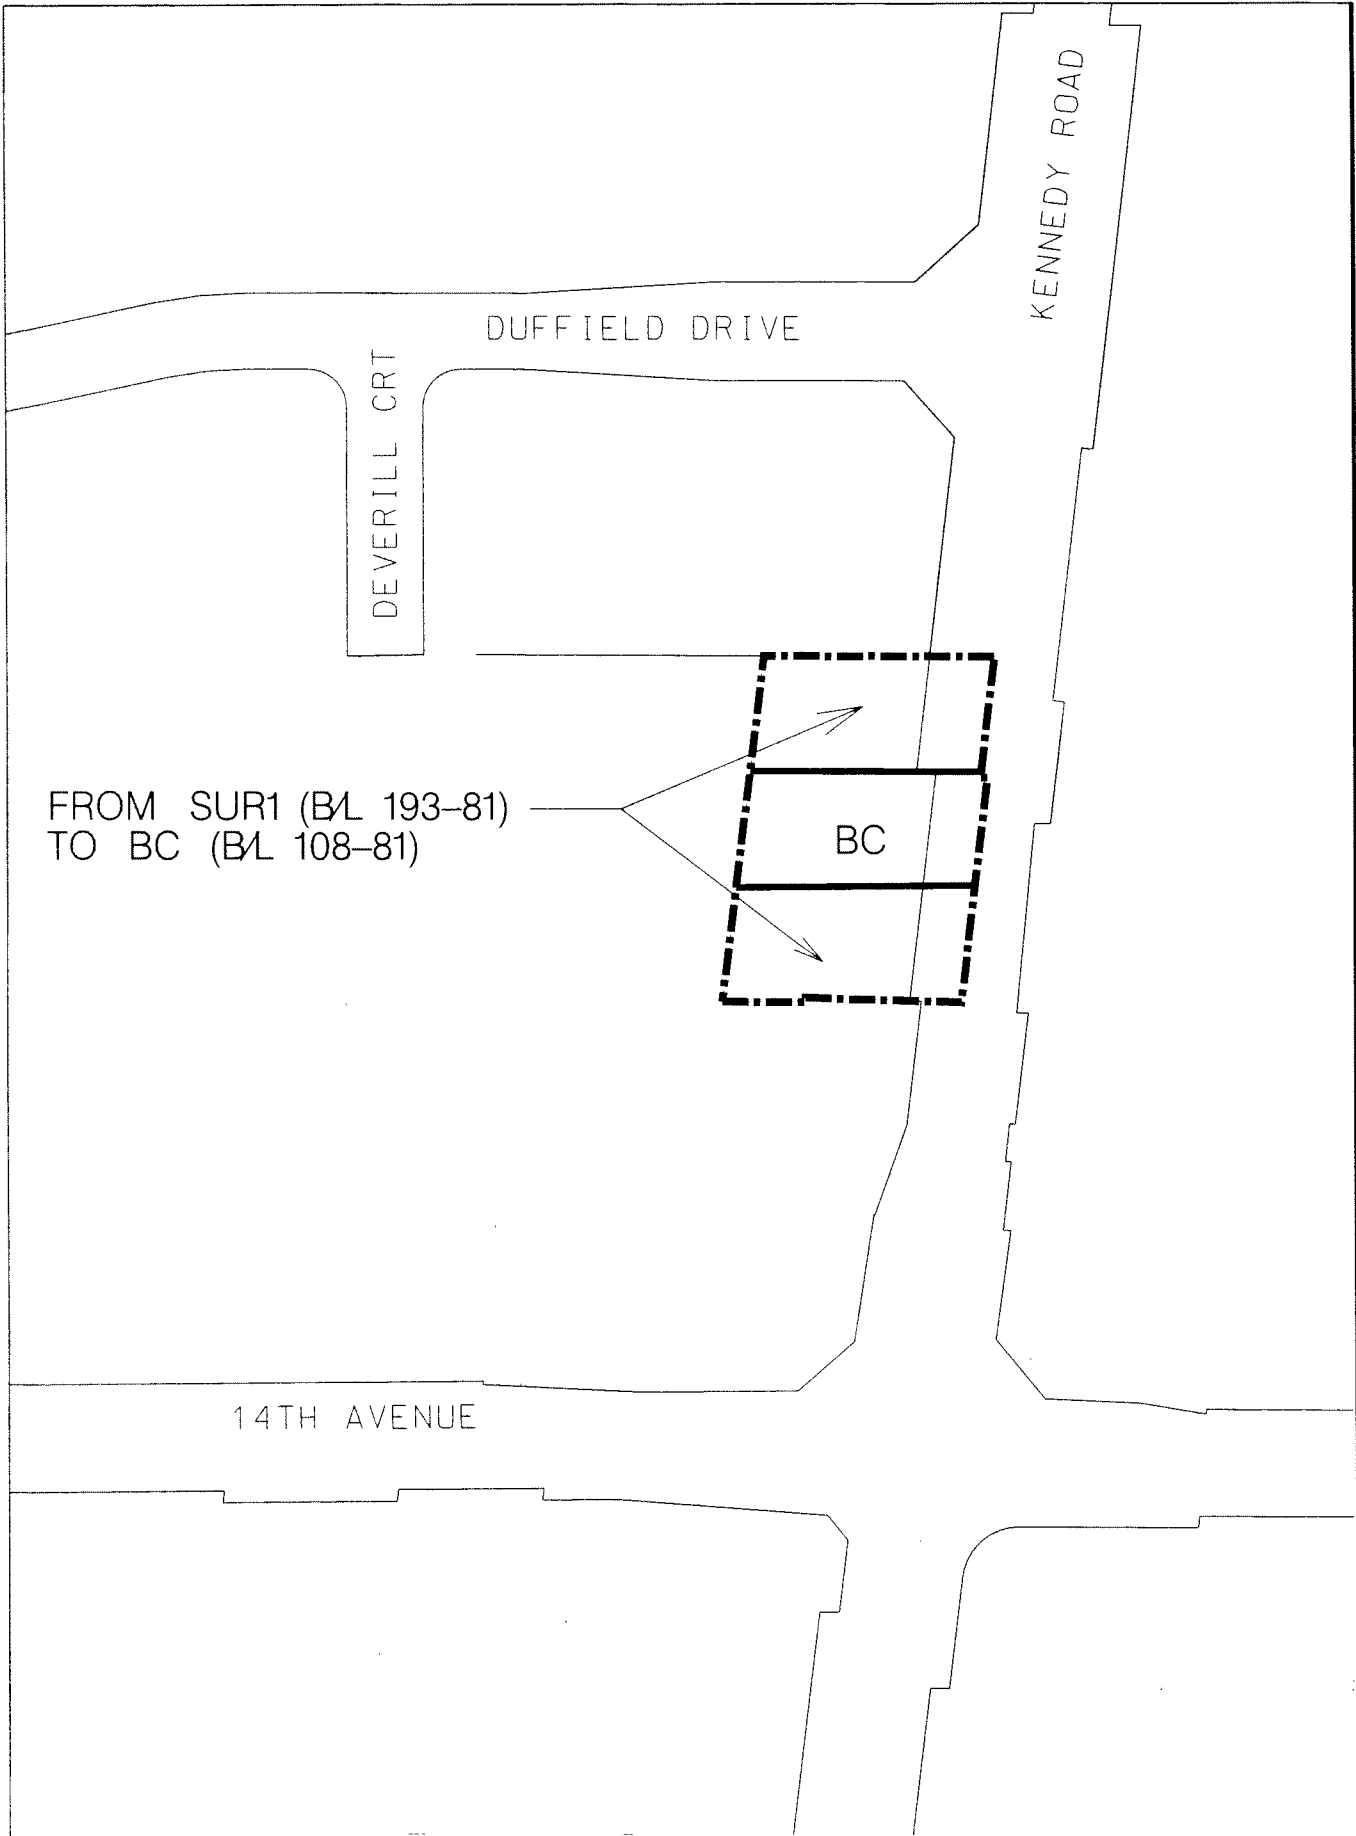 KENNEDY ROAD
DUFFIELD DRIVE
DEVERILL CRT
FROM SUR1 (B/L 193-81)
TO BC (B/L 108-81)
BC
14TH AVENUE